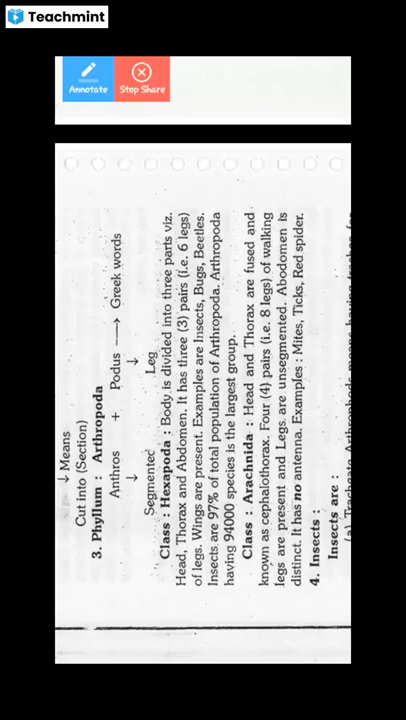 Teachmint
Annotate
Stop Share
↓ Means
Cut into (Section)
3. Phyllum : Arthropoda
Anthros + Podus ⟶ Greek words
↓ ↓
Segmented Leg
Class : Hexapoda : Body is divided into three parts viz.
Head, Thorax and Abdomen. It has three (3) pairs (i.e. 6 legs)
of legs. Wings are present. Examples are Insects, Bugs, Beetles.
Insects are 97% of total population of Arthropoda. Arthropoda
having 94000 species is the largest group.
Class : Arachnida : Head and Thorax are fused and
known as cephalothorax. Four (4) pairs (i.e. 8 legs) of walking
legs are present and Legs are unsegmented. Abodomen is
distinct. It has no antenna. Examples : Mites, Ticks, Red spider.
4. Insects :
Insects are :